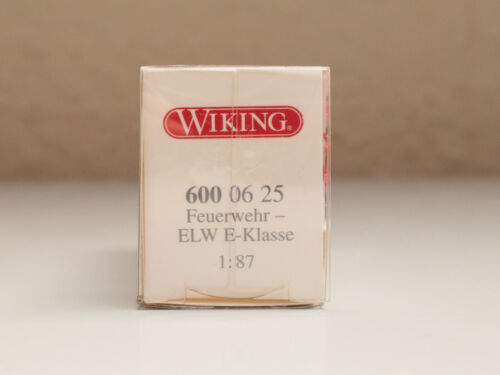 WIKING®
600 06 25
Feuerwehr –
ELW E-Klasse
1:87